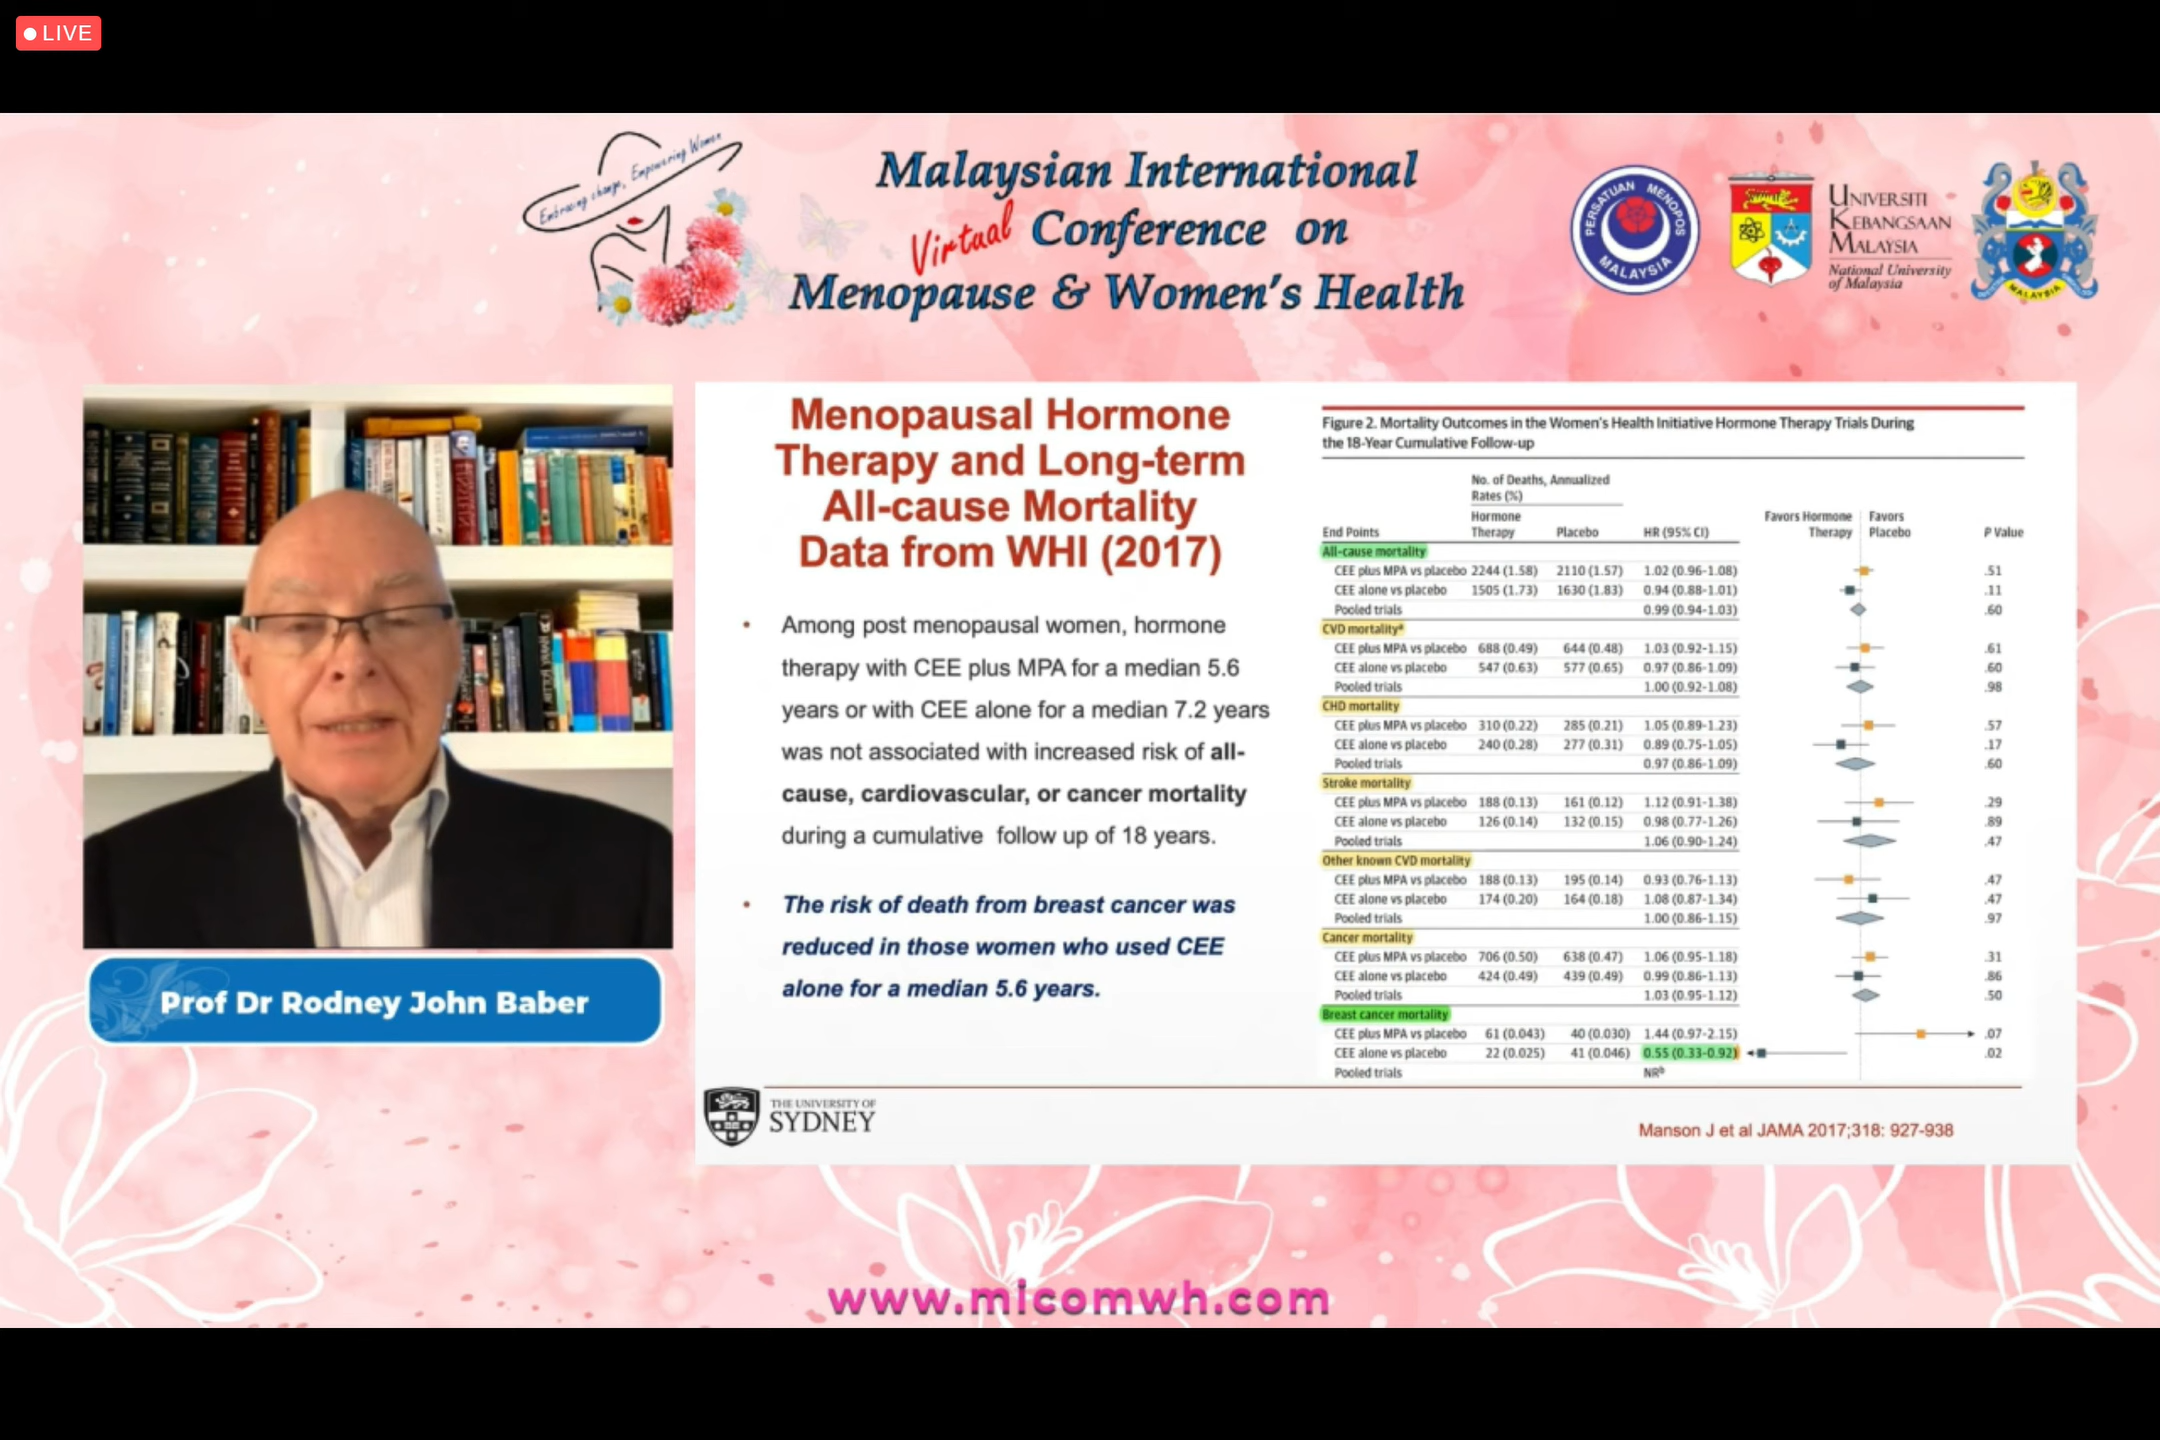 LIVE
Embracing change, Empowering Women
Malaysian International
Virtual Conference on
Menopause & Women's Health
PERSATUAN MENOPOS
MALAYSIA
UNIVERSITI
KEBANGSAAN
MALAYSIA
National University
of Malaysia
MALAYSIA
Prof Dr Rodney John Baber
Menopausal Hormone
Therapy and Long-term
All-cause Mortality
Data from WHI (2017)
• Among post menopausal women, hormone
therapy with CEE plus MPA for a median 5.6
years or with CEE alone for a median 7.2 years
was not associated with increased risk of all-
cause, cardiovascular, or cancer mortality
during a cumulative follow up of 18 years.
• The risk of death from breast cancer was
reduced in those women who used CEE
alone for a median 5.6 years.
Figure 2. Mortality Outcomes in the Women's Health Initiative Hormone Therapy Trials During
the 18-Year Cumulative Follow-up
No. of Deaths, Annualized
Rates (%)
Hormone Favors Hormone Favors
End Points Therapy Placebo HR (95% CI) Therapy Placebo P Value
All-cause mortality
CEE plus MPA vs placebo 2244 (1.58) 2110 (1.57) 1.02 (0.96-1.08) .51
CEE alone vs placebo 1505 (1.73) 1630 (1.83) 0.94 (0.88-1.01) .11
Pooled trials 0.99 (0.94-1.03) .60
CVD mortalityᵃ
CEE plus MPA vs placebo 688 (0.49) 644 (0.48) 1.03 (0.92-1.15) .61
CEE alone vs placebo 547 (0.63) 577 (0.65) 0.97 (0.86-1.09) .60
Pooled trials 1.00 (0.92-1.08) .98
CHD mortality
CEE plus MPA vs placebo 310 (0.22) 285 (0.21) 1.05 (0.89-1.23) .57
CEE alone vs placebo 240 (0.28) 277 (0.31) 0.89 (0.75-1.05) .17
Pooled trials 0.97 (0.86-1.09) .60
Stroke mortality
CEE plus MPA vs placebo 188 (0.13) 161 (0.12) 1.12 (0.91-1.38) .29
CEE alone vs placebo 126 (0.14) 132 (0.15) 0.98 (0.77-1.26) .89
Pooled trials 1.06 (0.90-1.24) .47
Other known CVD mortality
CEE plus MPA vs placebo 188 (0.13) 195 (0.14) 0.93 (0.76-1.13) .47
CEE alone vs placebo 174 (0.20) 164 (0.18) 1.08 (0.87-1.34) .47
Pooled trials 1.00 (0.86-1.15) .97
Cancer mortality
CEE plus MPA vs placebo 706 (0.50) 638 (0.47) 1.06 (0.95-1.18) .31
CEE alone vs placebo 424 (0.49) 439 (0.49) 0.99 (0.86-1.13) .86
Pooled trials 1.03 (0.95-1.12) .50
Breast cancer mortality
CEE plus MPA vs placebo 61 (0.043) 40 (0.030) 1.44 (0.97-2.15) .07
CEE alone vs placebo 22 (0.025) 41 (0.046) 0.55 (0.33-0.92) .02
Pooled trials NRᵇ
THE UNIVERSITY OF
SYDNEY
Manson J et al JAMA 2017;318: 927-938
www.micomwh.com